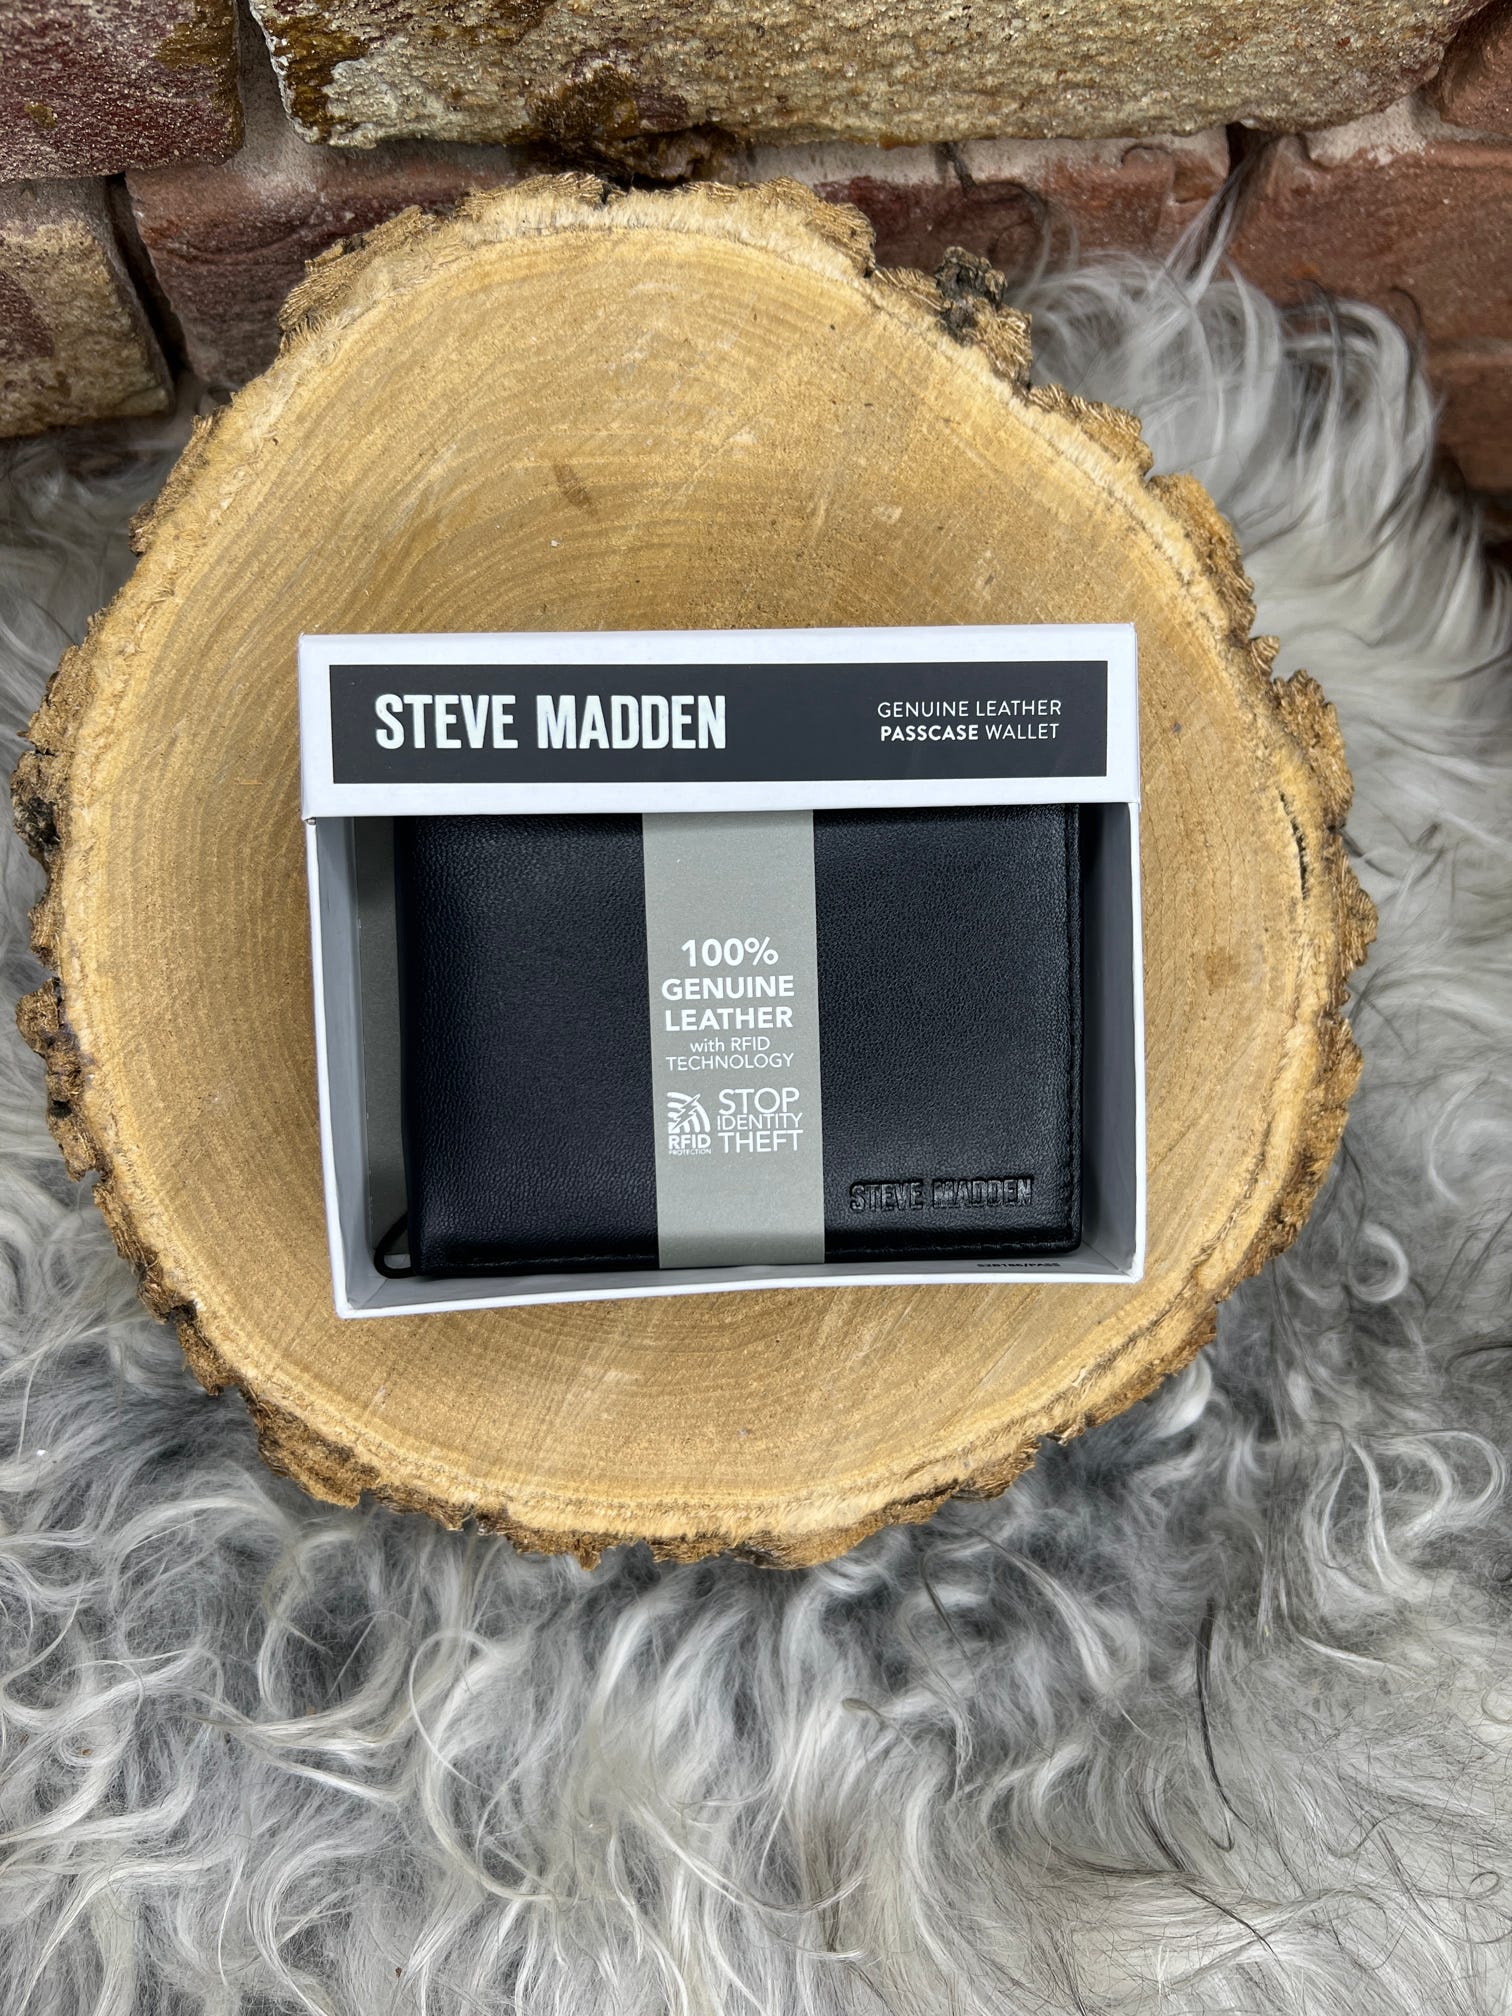 STEVE MADDEN
GENUINE LEATHER
PASSCASE WALLET
100%
GENUINE
LEATHER
with RFID
TECHNOLOGY
RFID
PROTECTION
STOP
IDENTITY
THEFT
STEVE MADDEN